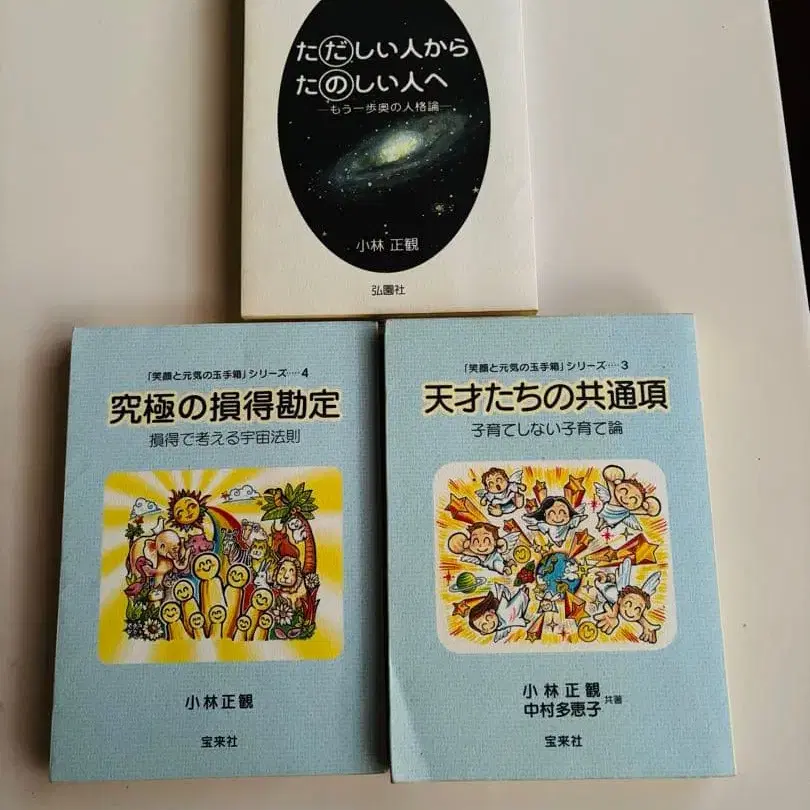 ただしい人から
たのしい人へ
―もう一歩奥の人格論―
小林 正観
弘園社
「笑顔と元気の玉手箱」シリーズ‥‥4
究極の損得勘定
損得で考える宇宙法則
小林正観
宝来社
「笑顔と元気の玉手箱」シリーズ‥‥3
天才たちの共通項
子育てしない子育て論
小林正観
中村多恵子 共著
宝来社